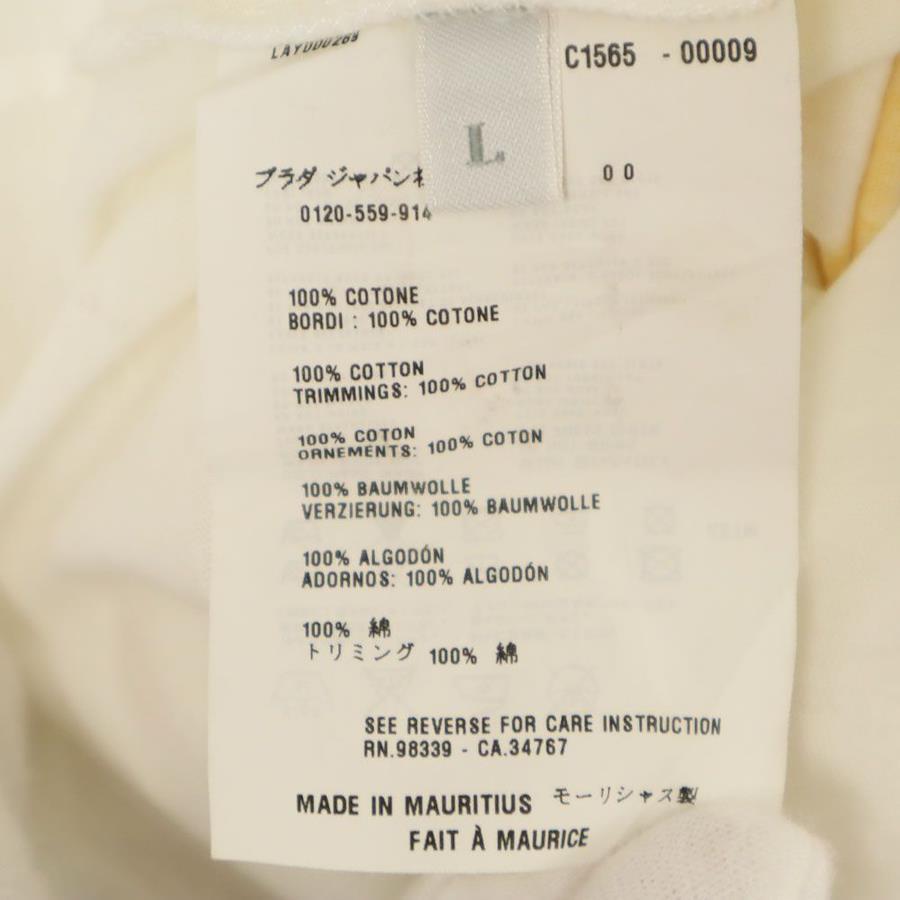 LAY000289
C1565 - 00009
L
プラダ ジャパン
00
0120-559-914
100% COTONE
BORDI : 100% COTONE
100% COTTON
TRIMMINGS: 100% COTTON
100% COTON
ORNEMENTS: 100% COTON
100% BAUMWOLLE
VERZIERUNG: 100% BAUMWOLLE
100% ALGODÓN
ADORNOS: 100% ALGODÓN
100% 綿
トリミング 100% 綿
SEE REVERSE FOR CARE INSTRUCTION
RN.98339 - CA.34767
MADE IN MAURITIUS モーリシャス製
FAIT À MAURICE